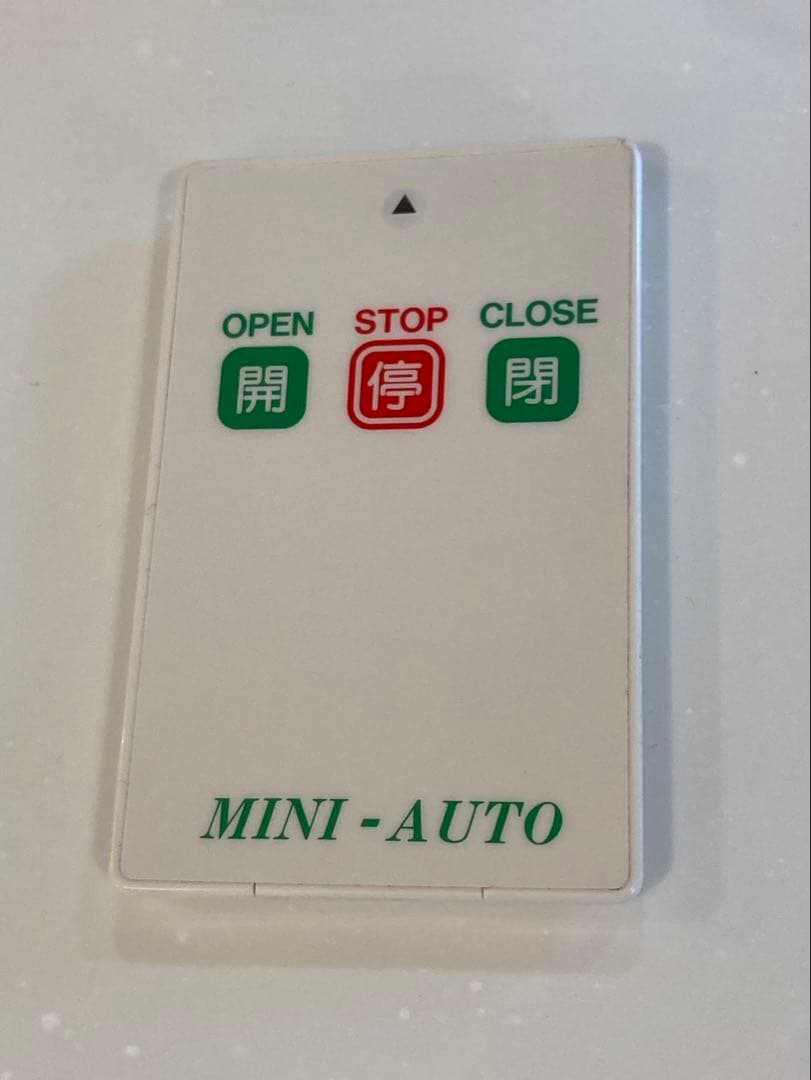 OPEN STOP CLOSE
開 停 閉
MINI - AUTO